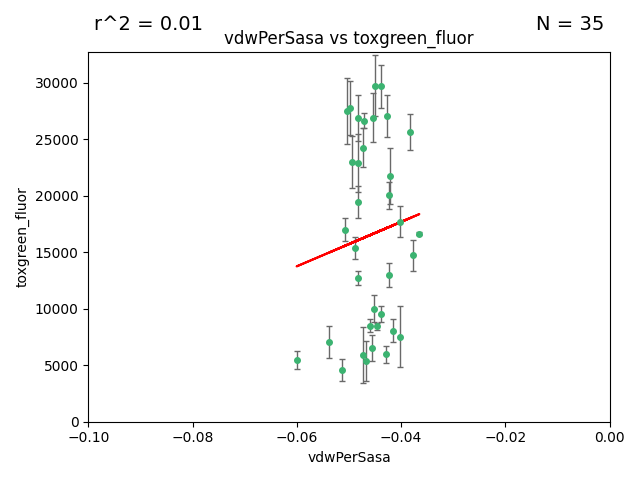 r^2 = 0.01
N = 35
vdwPerSasa vs toxgreen_fluor
toxgreen_fluor
30000
25000
20000
15000
10000
5000
0
−0.10
−0.08
−0.06
−0.04
−0.02
0.00
vdwPerSasa